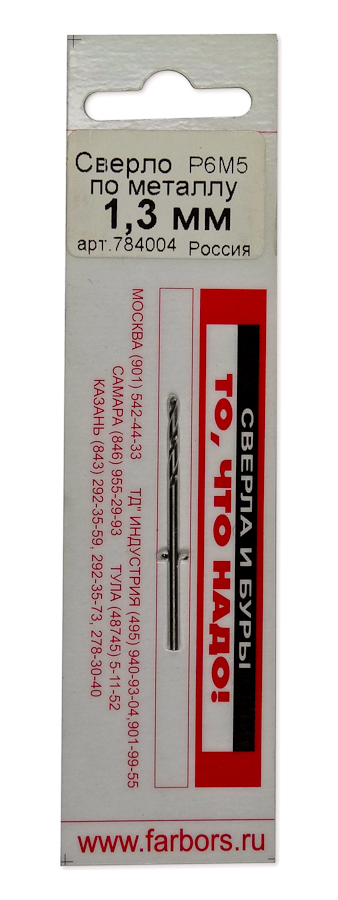 Сверло Р6М5
по металлу
1,3 мм
арт.784004 Россия
СВЕРЛА И БУРЫ
ТО, ЧТО НАДО!
МОСКВА (901) 542-44-33 ТД" ИНДУСТРИЯ (495) 940-93-04,901-99-55
САМАРА (846) 955-29-93 ТУЛА (48745) 5-11-52
КАЗАНЬ (843) 292-35-59, 292-35-73, 278-30-40
www.farbors.ru